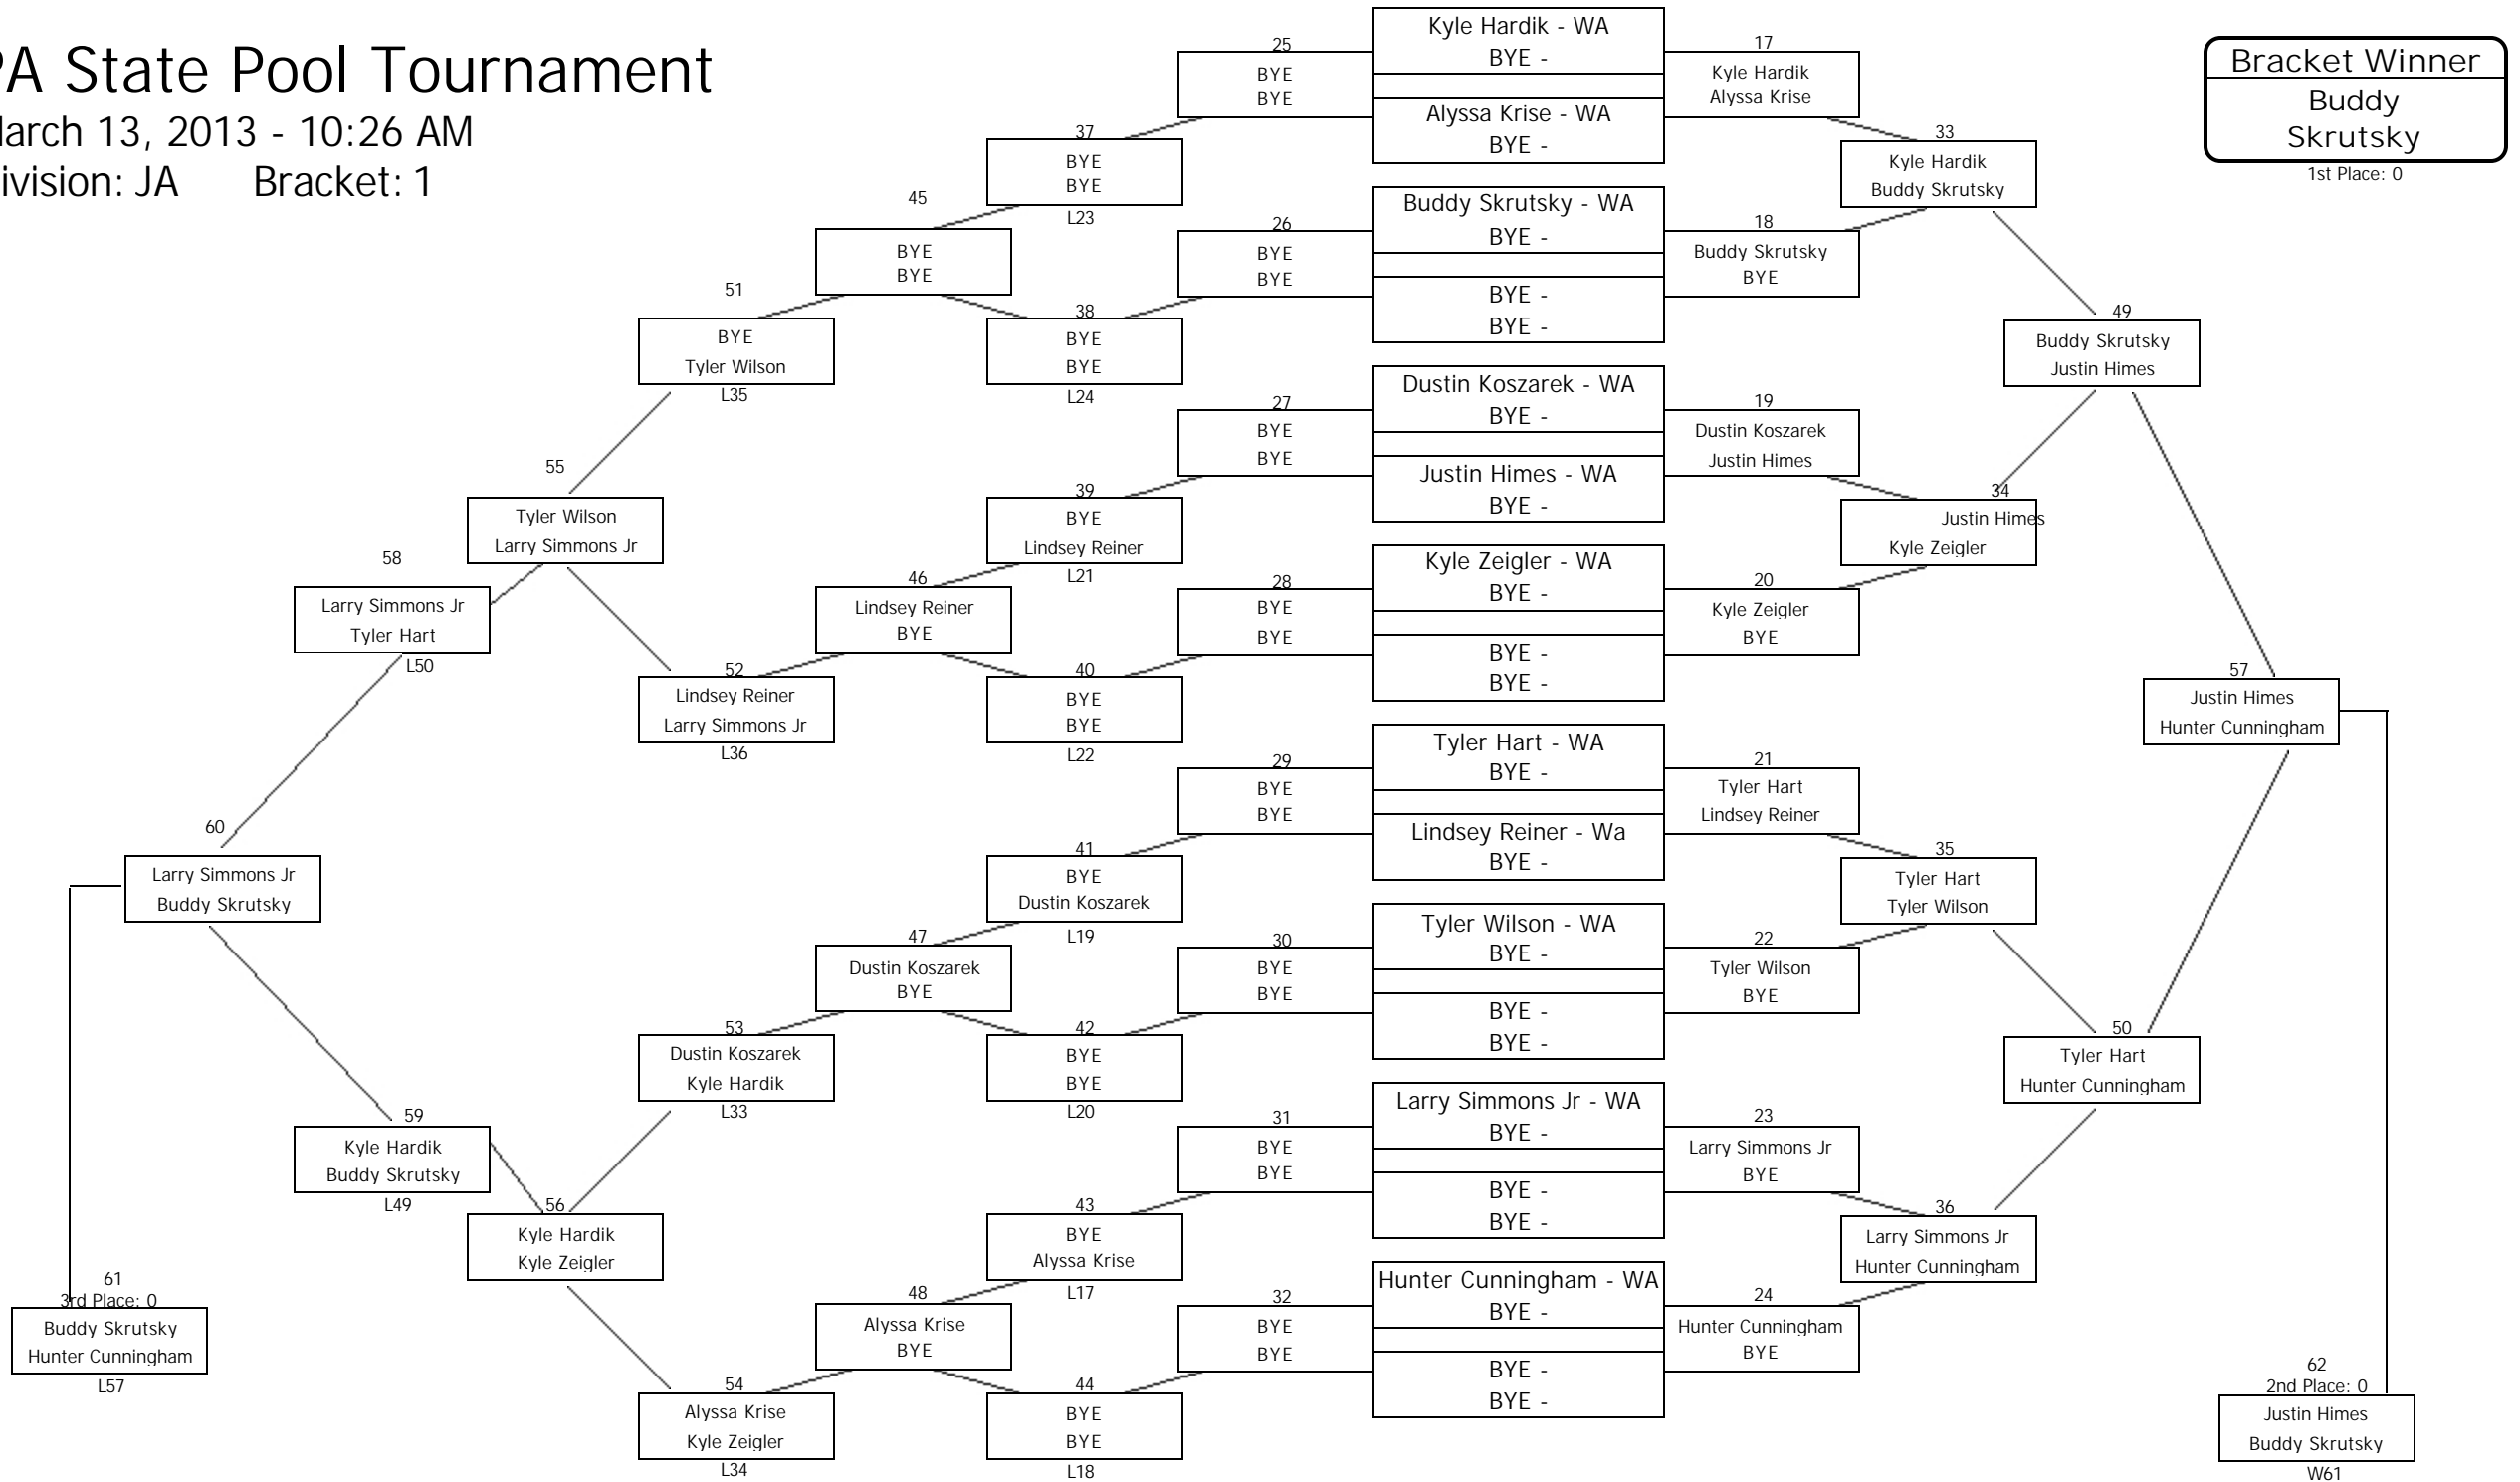 PA State Pool Tournament
March 13, 2013 - 10:26 AM
ivision: JA Bracket: 1
Bracket Winner
Buddy
Skrutsky
1st Place: 0
Kyle Hardik - WA
BYE -
Alyssa Krise - WA
BYE -
Buddy Skrutsky - WA
BYE -
BYE -
BYE -
Dustin Koszarek - WA
BYE -
Justin Himes - WA
BYE -
Kyle Zeigler - WA
BYE -
BYE -
BYE -
Tyler Hart - WA
BYE -
Lindsey Reiner - Wa
BYE -
Tyler Wilson - WA
BYE -
BYE -
BYE -
Larry Simmons Jr - WA
BYE -
BYE -
BYE -
Hunter Cunningham - WA
BYE -
BYE -
BYE -
17
Kyle Hardik
Alyssa Krise
18
Buddy Skrutsky
BYE
19
Dustin Koszarek
Justin Himes
20
Kyle Zeigler
BYE
21
Tyler Hart
Lindsey Reiner
22
Tyler Wilson
BYE
23
Larry Simmons Jr
BYE
24
Hunter Cunningham
BYE
33
Kyle Hardik
Buddy Skrutsky
34
Justin Himes
Kyle Zeigler
35
Tyler Hart
Tyler Wilson
36
Larry Simmons Jr
Hunter Cunningham
49
Buddy Skrutsky
Justin Himes
50
Tyler Hart
Hunter Cunningham
57
Justin Himes
Hunter Cunningham
62
2nd Place: 0
Justin Himes
Buddy Skrutsky
W61
25
BYE
BYE
26
BYE
BYE
27
BYE
BYE
28
BYE
BYE
29
BYE
BYE
30
BYE
BYE
31
BYE
BYE
32
BYE
BYE
37
BYE
BYE
L23
38
BYE
BYE
L24
39
BYE
Lindsey Reiner
L21
40
BYE
BYE
L22
41
BYE
Dustin Koszarek
L19
42
BYE
BYE
L20
43
BYE
Alyssa Krise
L17
44
BYE
BYE
L18
45
BYE
BYE
46
Lindsey Reiner
BYE
47
Dustin Koszarek
BYE
48
Alyssa Krise
BYE
51
BYE
Tyler Wilson
L35
52
Lindsey Reiner
Larry Simmons Jr
L36
53
Dustin Koszarek
Kyle Hardik
L33
54
Alyssa Krise
Kyle Zeigler
L34
55
Tyler Wilson
Larry Simmons Jr
56
Kyle Hardik
Kyle Zeigler
58
Larry Simmons Jr
Tyler Hart
L50
59
Kyle Hardik
Buddy Skrutsky
L49
60
Larry Simmons Jr
Buddy Skrutsky
61
3rd Place: 0
Buddy Skrutsky
Hunter Cunningham
L57